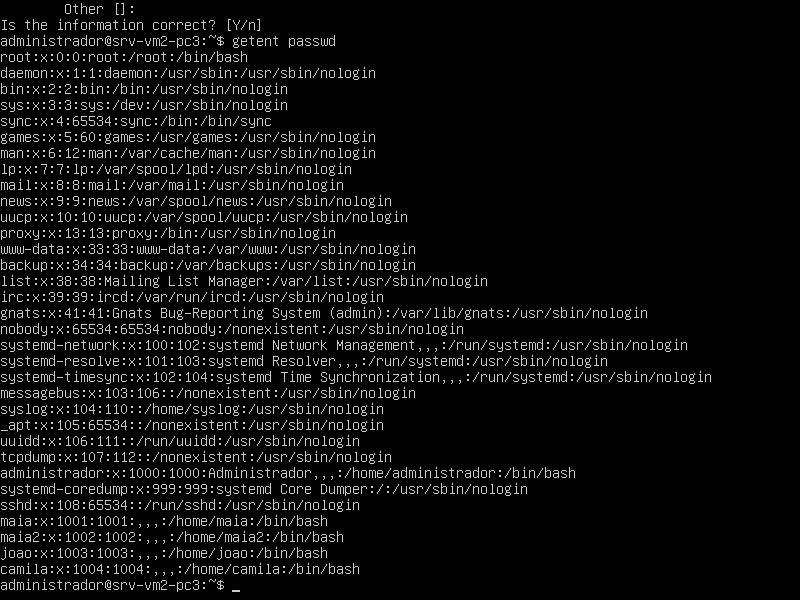 Other []:
Is the information correct? [Y/n]
administrador@srv-vm2-pc3:~$ getent passwd
root:x:0:0:root:/root:/bin/bash
daemon:x:1:1:daemon:/usr/sbin:/usr/sbin/nologin
bin:x:2:2:bin:/bin:/usr/sbin/nologin
sys:x:3:3:sys:/dev:/usr/sbin/nologin
sync:x:4:65534:sync:/bin:/bin/sync
games:x:5:60:games:/usr/games:/usr/sbin/nologin
man:x:6:12:man:/var/cache/man:/usr/sbin/nologin
lp:x:7:7:lp:/var/spool/lpd:/usr/sbin/nologin
mail:x:8:8:mail:/var/mail:/usr/sbin/nologin
news:x:9:9:news:/var/spool/news:/usr/sbin/nologin
uucp:x:10:10:uucp:/var/spool/uucp:/usr/sbin/nologin
proxy:x:13:13:proxy:/bin:/usr/sbin/nologin
www-data:x:33:33:www-data:/var/www:/usr/sbin/nologin
backup:x:34:34:backup:/var/backups:/usr/sbin/nologin
list:x:38:38:Mailing List Manager:/var/list:/usr/sbin/nologin
irc:x:39:39:ircd:/var/run/ircd:/usr/sbin/nologin
gnats:x:41:41:Gnats Bug-Reporting System (admin):/var/lib/gnats:/usr/sbin/nologin
nobody:x:65534:65534:nobody:/nonexistent:/usr/sbin/nologin
systemd-network:x:100:102:systemd Network Management,,,:/run/systemd:/usr/sbin/nologin
systemd-resolve:x:101:103:systemd Resolver,,,:/run/systemd:/usr/sbin/nologin
systemd-timesync:x:102:104:systemd Time Synchronization,,,:/run/systemd:/usr/sbin/nologin
messagebus:x:103:106::/nonexistent:/usr/sbin/nologin
syslog:x:104:110::/home/syslog:/usr/sbin/nologin
_apt:x:105:65534::/nonexistent:/usr/sbin/nologin
uuidd:x:106:111::/run/uuidd:/usr/sbin/nologin
tcpdump:x:107:112::/nonexistent:/usr/sbin/nologin
administrador:x:1000:1000:Administrador,,,:/home/administrador:/bin/bash
systemd-coredump:x:999:999:systemd Core Dumper:/:/usr/sbin/nologin
sshd:x:108:65534::/run/sshd:/usr/sbin/nologin
maia:x:1001:1001:,,,:/home/maia:/bin/bash
maia2:x:1002:1002:,,,:/home/maia2:/bin/bash
joao:x:1003:1003:,,,:/home/joao:/bin/bash
camila:x:1004:1004:,,,:/home/camila:/bin/bash
administrador@srv-vm2-pc3:~$ _